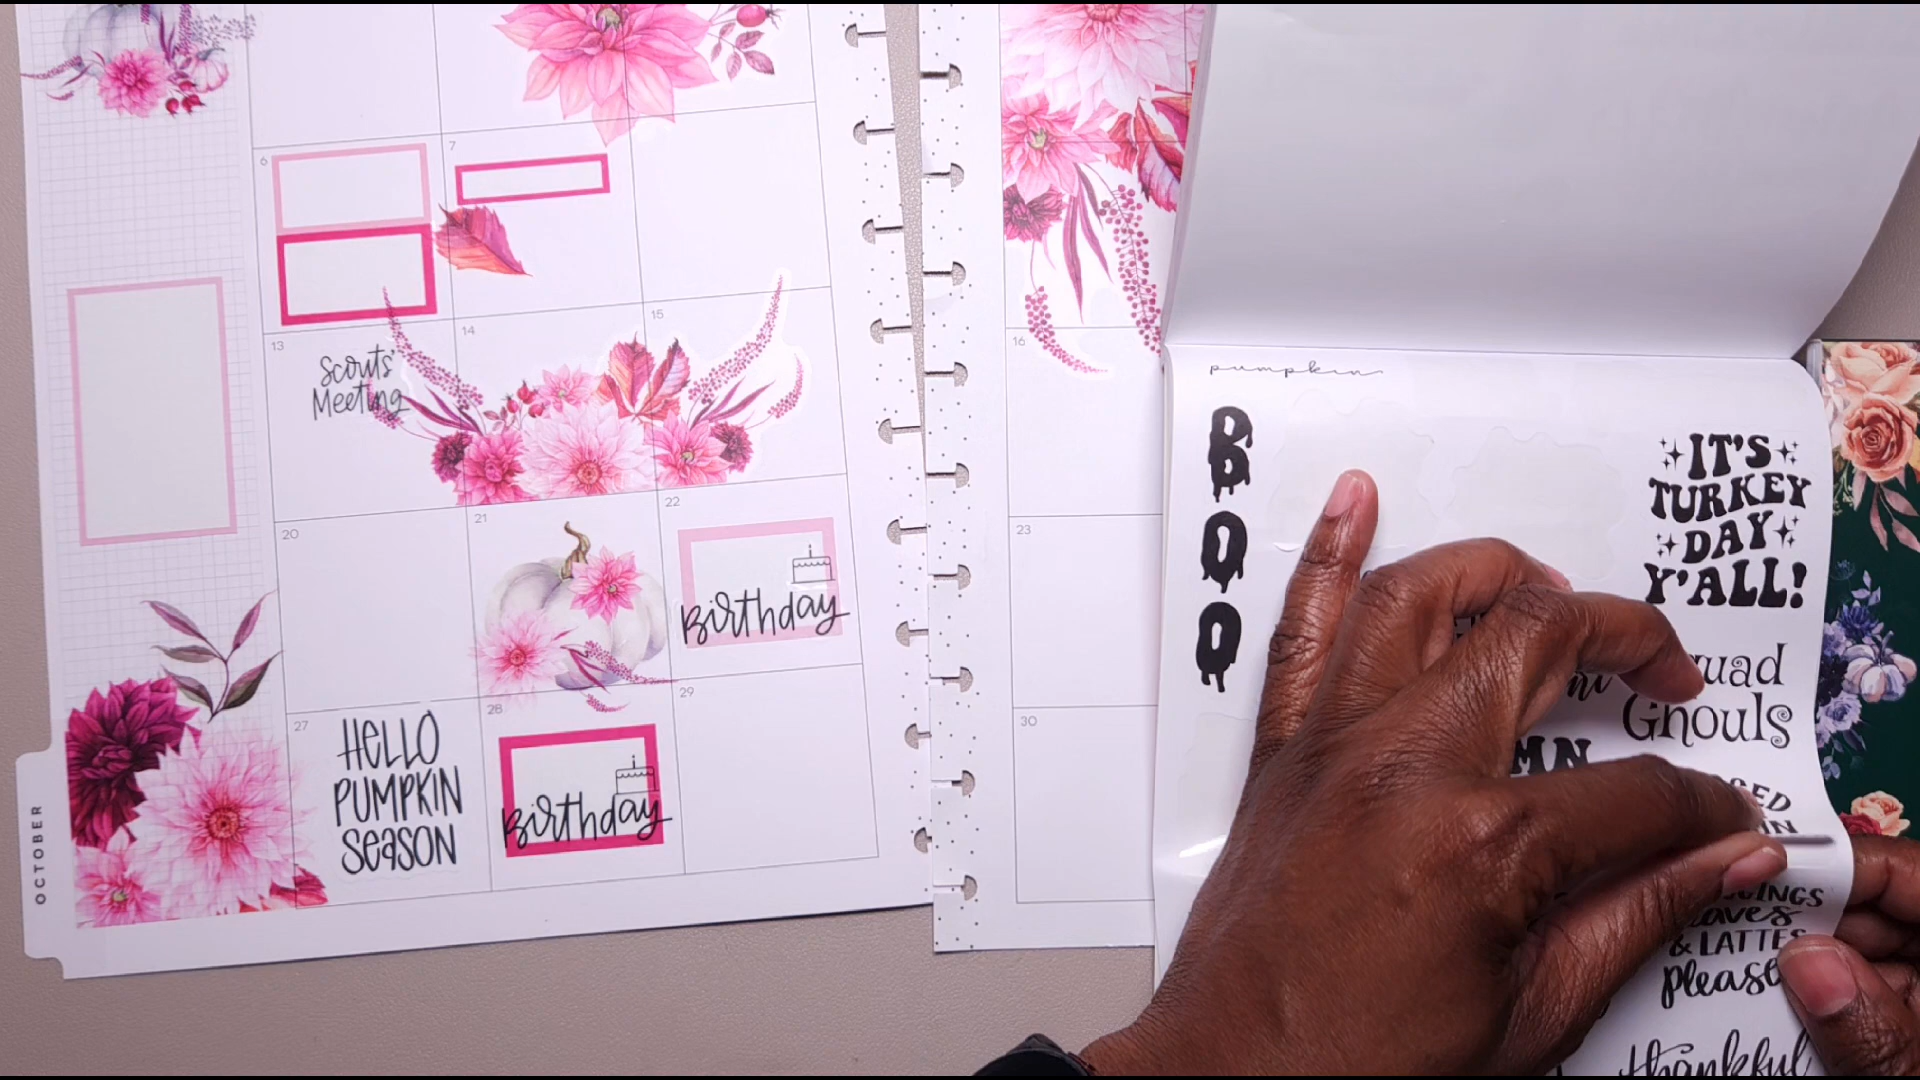 6
7
13
14
15
Scouts'
Meeting
20
21
22
Birthday
27
HELLO
PUMPKIN
SEASON
28
Birthday
29
OCTOBER
16
23
30
pumpkin
BOO
IT'S
TURKEY
DAY
Y'ALL!
Ghouls
& LATTES
please
thankful